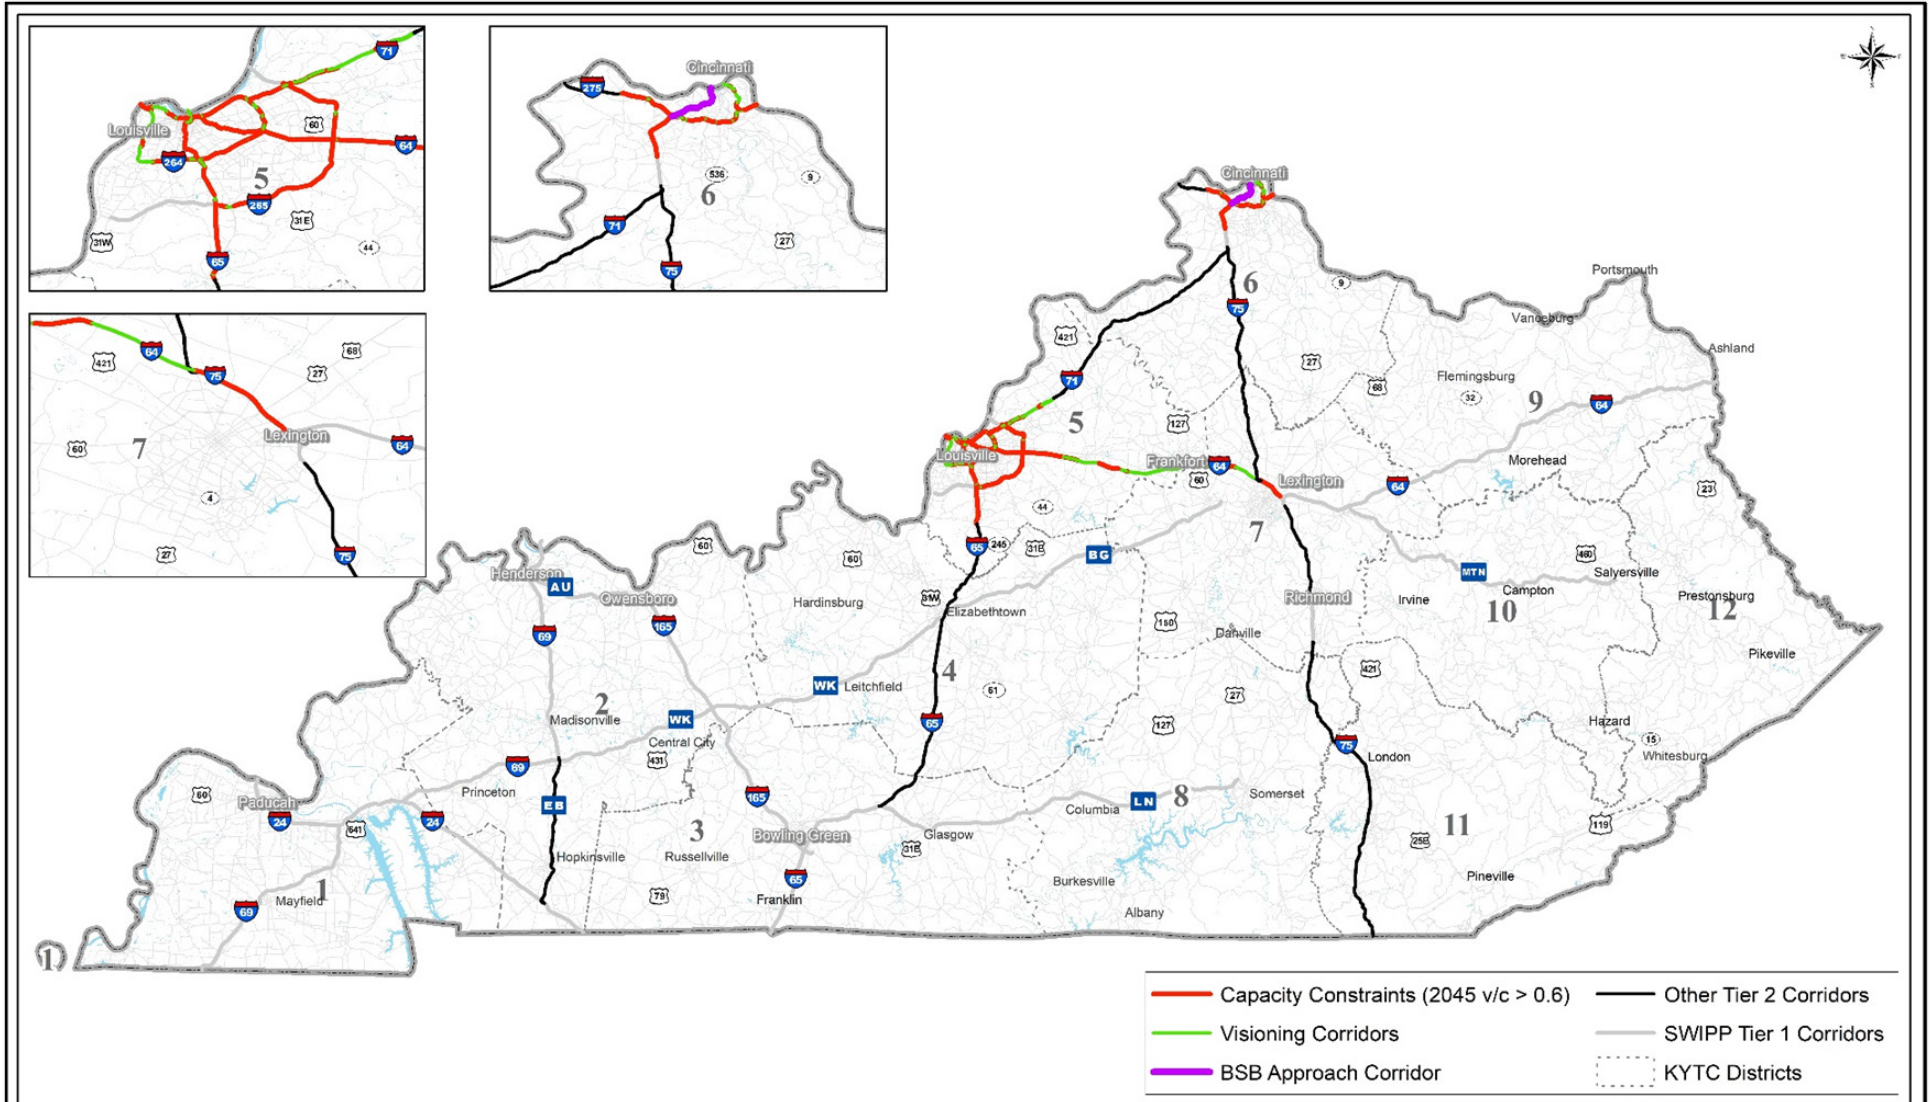 71
Louisville
60
64
264
5
265
31E
31W
44
65
Cincinnati
275
536
9
6
71
27
75
64
68
421
27
75
Lexington
7
60
64
4
27
75
Cincinnati
Portsmouth
6
9
75
Vanceburg
421
Ashland
27
71
Flemingsburg
68
32
9
64
5
127
Louisville
Frankfort
64
60
Lexington
Morehead
64
23
44
7
65
245
31E
BG
60
60
460
Henderson
AU
MTN
Salyersville
Campton
Owensboro
Hardinsburg
31W
Elizabethtown
Richmond
Irvine
10
Prestonsburg
12
165
69
150
Danville
Pikeville
4
421
WK
Leitchfield
61
27
2
Madisonville
WK
65
127
Hazard
15
Central City
75
London
Whitesburg
431
69
Princeton
60
165
Paducah
24
EB
LN
8
Somerset
Columbia
24
641
3
Bowling Green
Glasgow
11
119
25E
31E
Hopkinsville
Russellville
65
Burkesville
Pineville
1
Mayfield
79
Franklin
69
Albany
1
Capacity Constraints (2045 v/c > 0.6)
Other Tier 2 Corridors
Visioning Corridors
SWIPP Tier 1 Corridors
BSB Approach Corridor
KYTC Districts